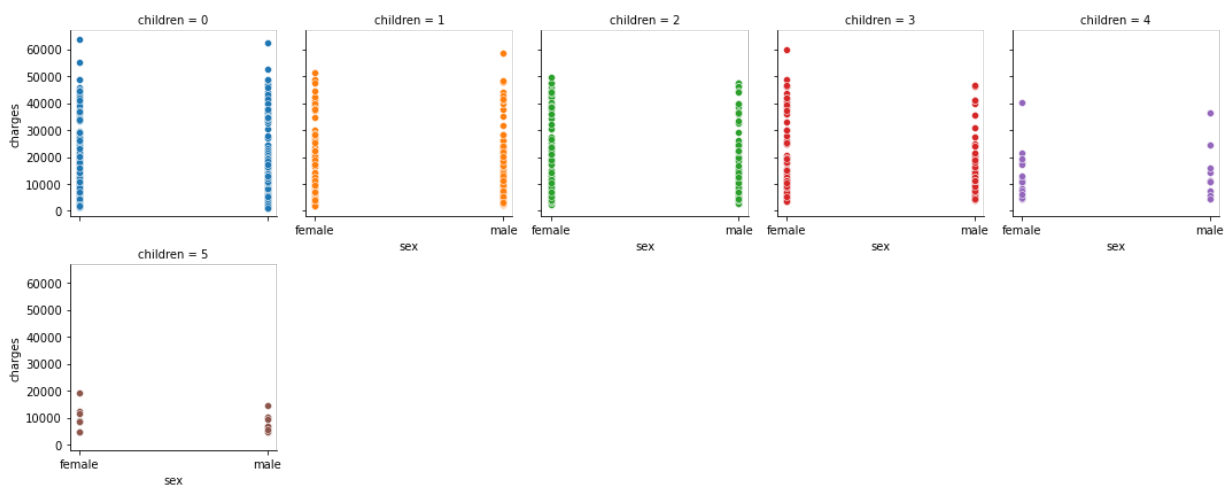 children = 0
children = 1
children = 2
children = 3
children = 4
60000
50000
40000
30000
20000
10000
0
charges
female
male
female
male
female
male
female
male
sex
sex
sex
sex
children = 5
60000
50000
40000
30000
20000
10000
0
charges
female
male
sex